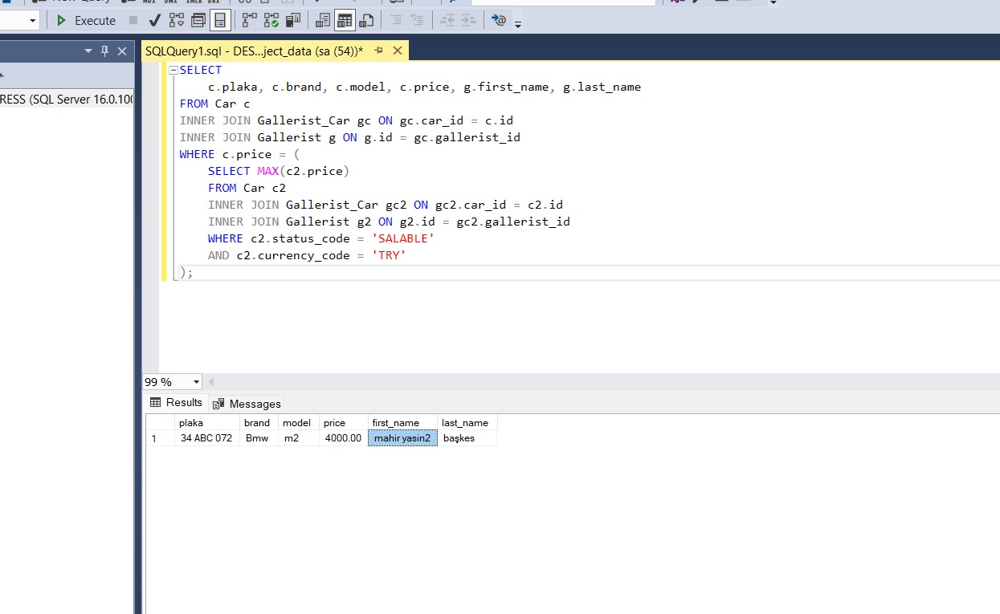 Execute
SQLQuery1.sql - DES...ject_data (sa (54))*
RESS (SQL Server 16.0.100
SELECT
c.plaka, c.brand, c.model, c.price, g.first_name, g.last_name
FROM Car c
INNER JOIN Gallerist_Car gc ON gc.car_id = c.id
INNER JOIN Gallerist g ON g.id = gc.gallerist_id
WHERE c.price = (
SELECT MAX(c2.price)
FROM Car c2
INNER JOIN Gallerist_Car gc2 ON gc2.car_id = c2.id
INNER JOIN Gallerist g2 ON g2.id = gc2.gallerist_id
WHERE c2.status_code = 'SALABLE'
AND c2.currency_code = 'TRY'
);
99 %
Results Messages
plaka brand model price first_name last_name
1 34 ABC 072 Bmw m2 4000.00 mahir yasin2 başkes